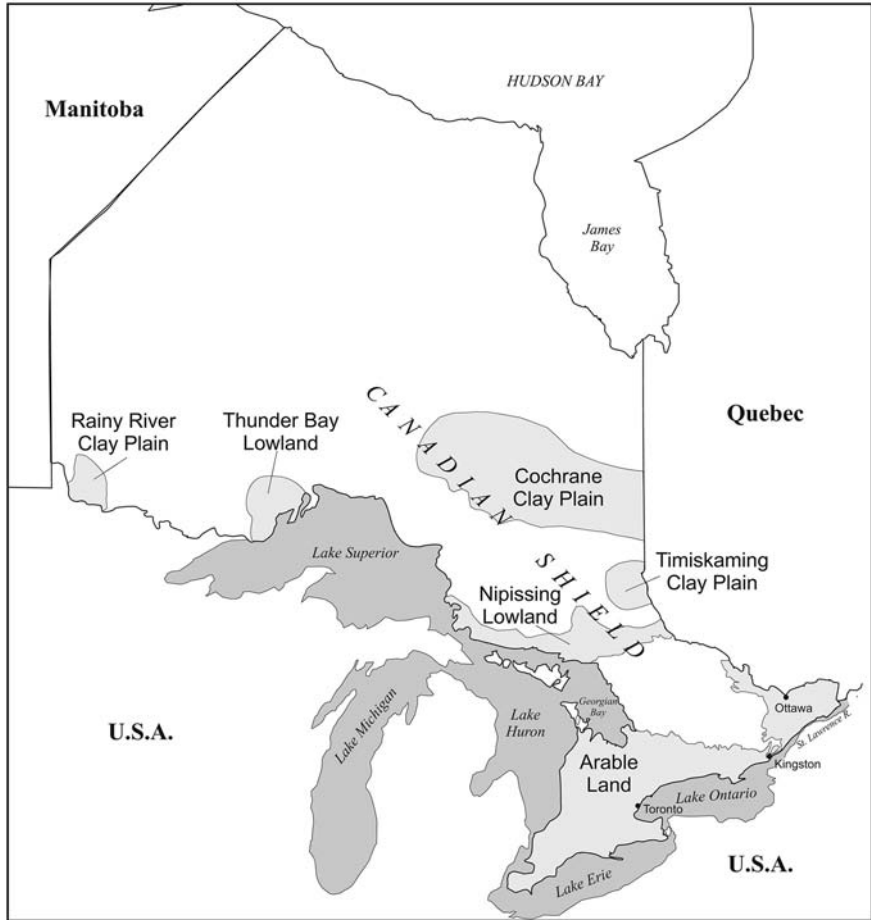 HUDSON BAY
Manitoba
James
Bay
CANADIAN SHIELD
Quebec
Rainy River
Clay Plain
Thunder Bay
Lowland
Cochrane
Clay Plain
Lake Superior
Timiskaming
Clay Plain
Nipissing
Lowland
Georgian
Bay
Ottawa
Lake Michigan
Lake
Huron
St. Lawrence R.
U.S.A.
Kingston
Arable
Land
Lake Ontario
Toronto
U.S.A.
Lake Erie